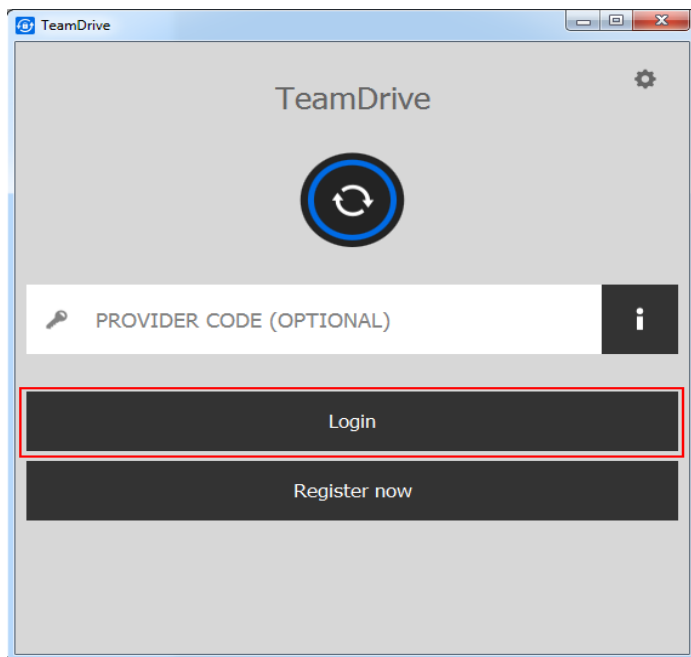 TeamDrive
TeamDrive
PROVIDER CODE (OPTIONAL)
Login
Register now